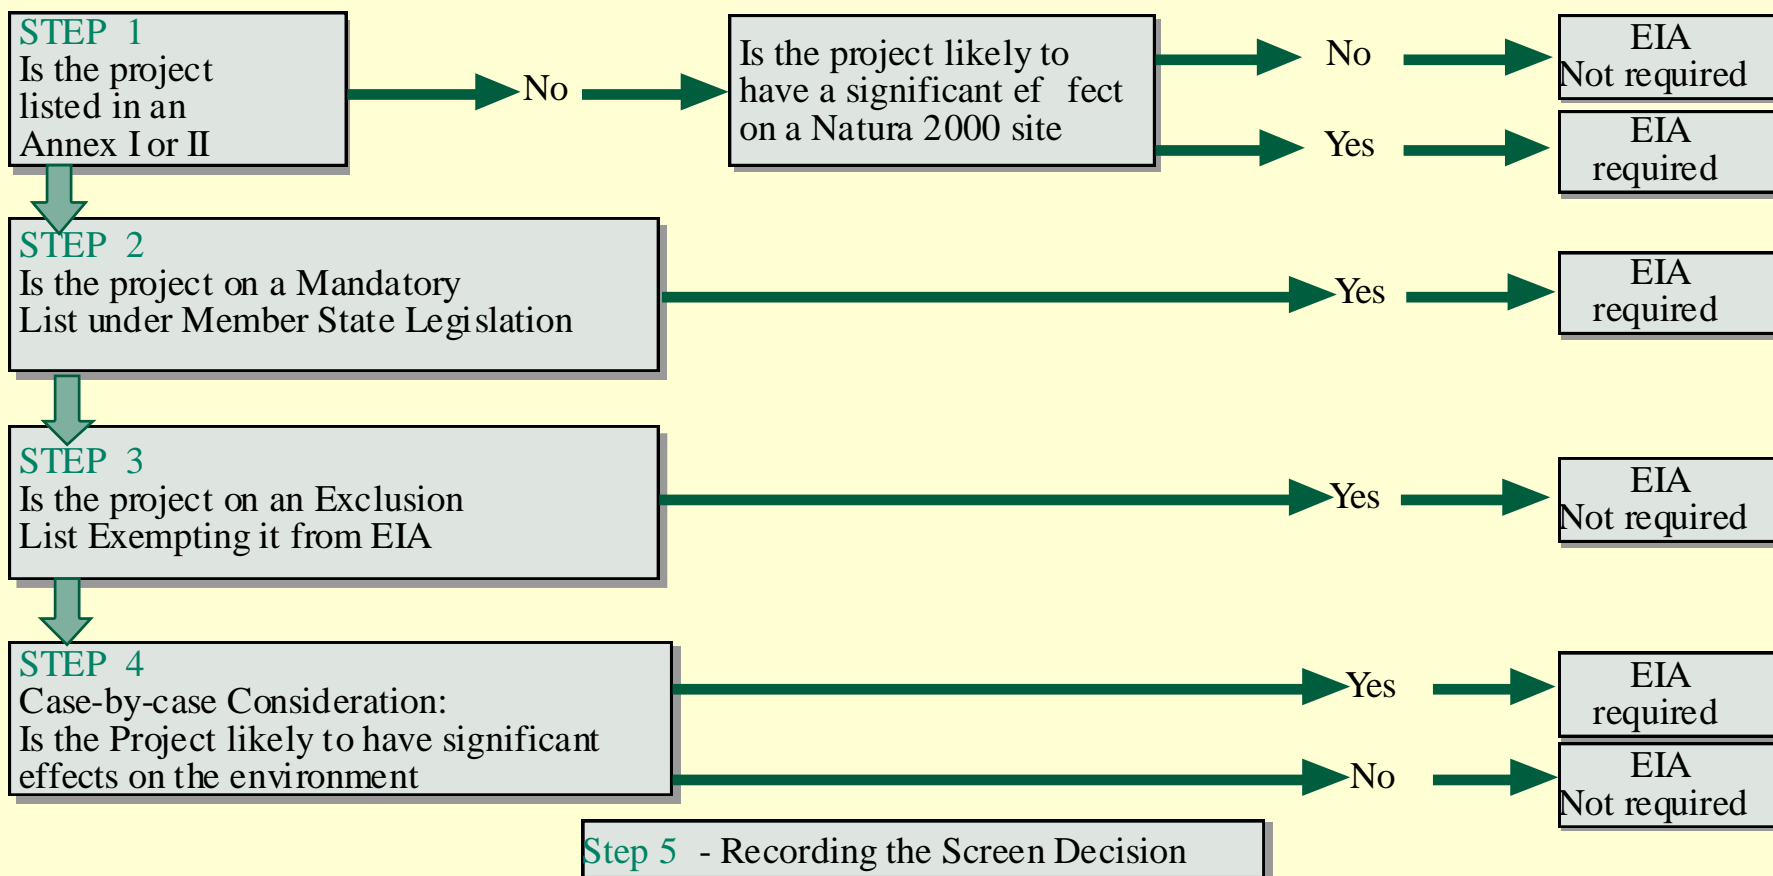 STEP 1
Is the project
listed in an
Annex I or II
No
Is the project likely to
have a significant ef fect
on a Natura 2000 site
No
EIA
Not required
Yes
EIA
required
STEP 2
Is the project on a Mandatory
List under Member State Legislation
Yes
EIA
required
STEP 3
Is the project on an Exclusion
List Exempting it from EIA
Yes
EIA
Not required
STEP 4
Case-by-case Consideration:
Is the Project likely to have significant
effects on the environment
Yes
EIA
required
No
EIA
Not required
Step 5 - Recording the Screen Decision